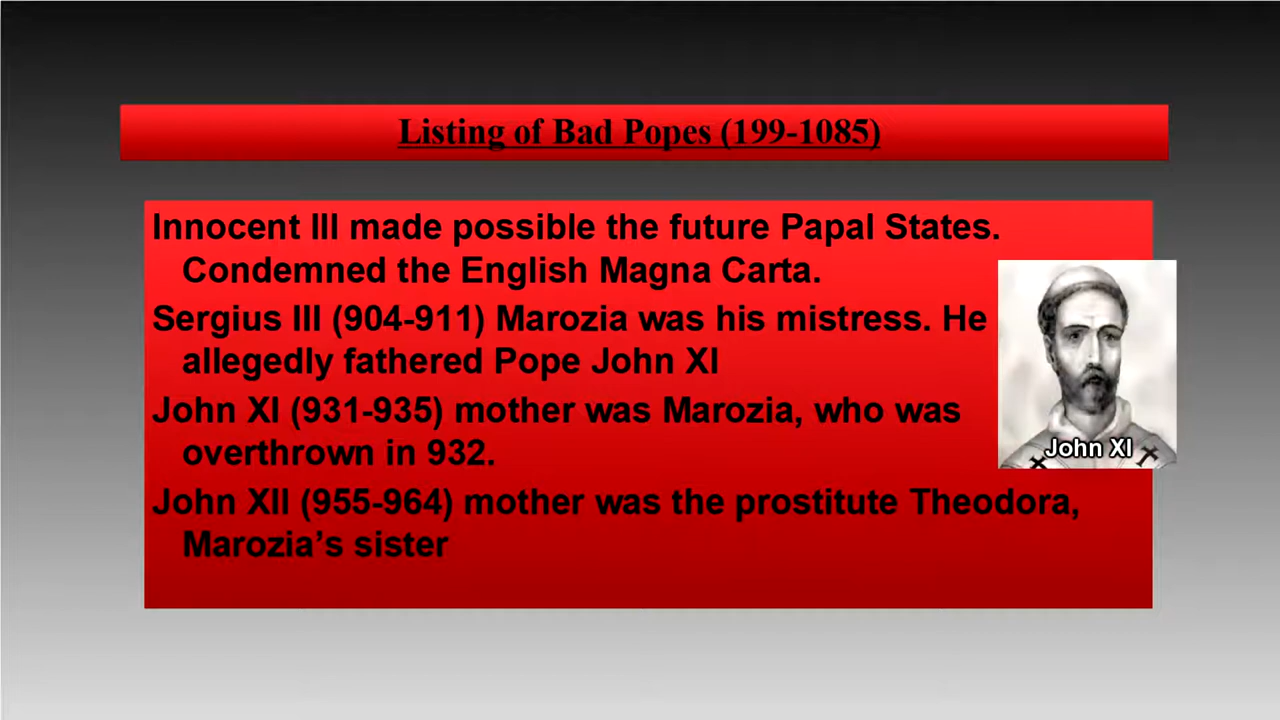 Listing of Bad Popes (199-1085)
Innocent III made possible the future Papal States.
Condemned the English Magna Carta.
Sergius III (904-911) Marozia was his mistress. He
allegedly fathered Pope John XI
John XI (931-935) mother was Marozia, who was
overthrown in 932.
John XII (955-964) mother was the prostitute Theodora,
Marozia’s sister
John XI